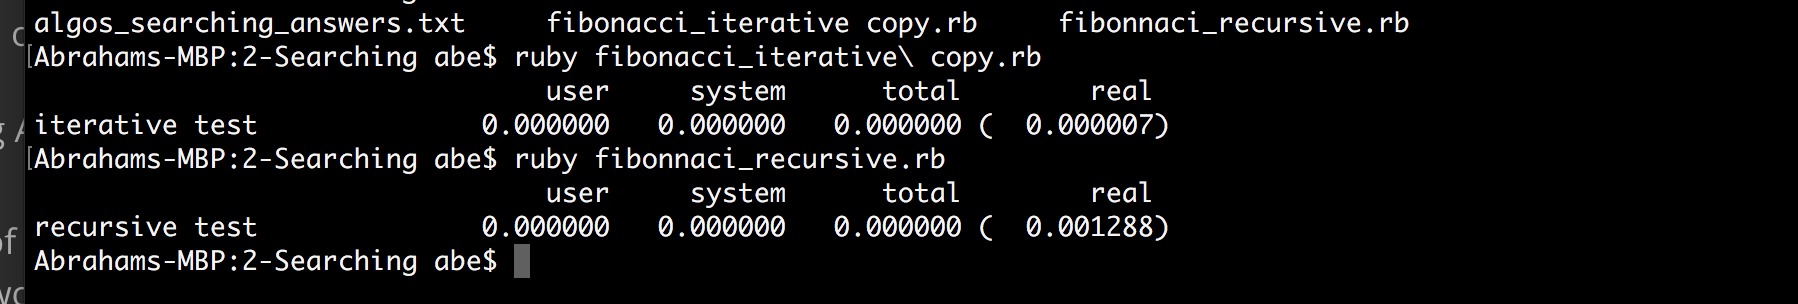 algos_searching_answers.txt fibonacci_iterative copy.rb fibonnaci_recursive.rb
[Abrahams-MBP:2-Searching abe$ ruby fibonacci_iterative\ copy.rb
user system total real
iterative test 0.000000 0.000000 0.000000 ( 0.000007)
[Abrahams-MBP:2-Searching abe$ ruby fibonnaci_recursive.rb
user system total real
recursive test 0.000000 0.000000 0.000000 ( 0.001288)
Abrahams-MBP:2-Searching abe$